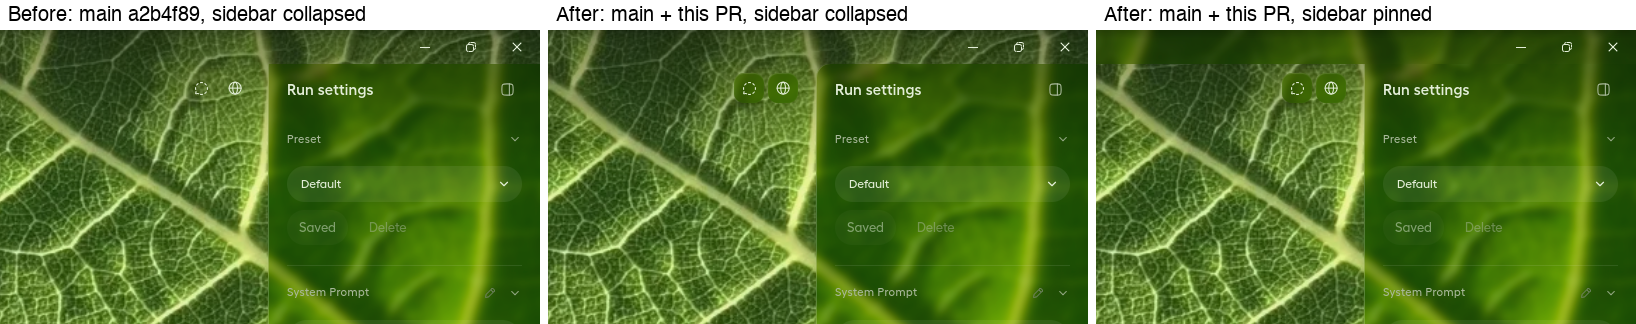 Before: main a2b4f89, sidebar collapsed
Run settings
Preset
Default
Saved Delete
System Prompt
After: main + this PR, sidebar collapsed
Run settings
Preset
Default
Saved Delete
System Prompt
After: main + this PR, sidebar pinned
Run settings
Preset
Default
Saved Delete
System Prompt